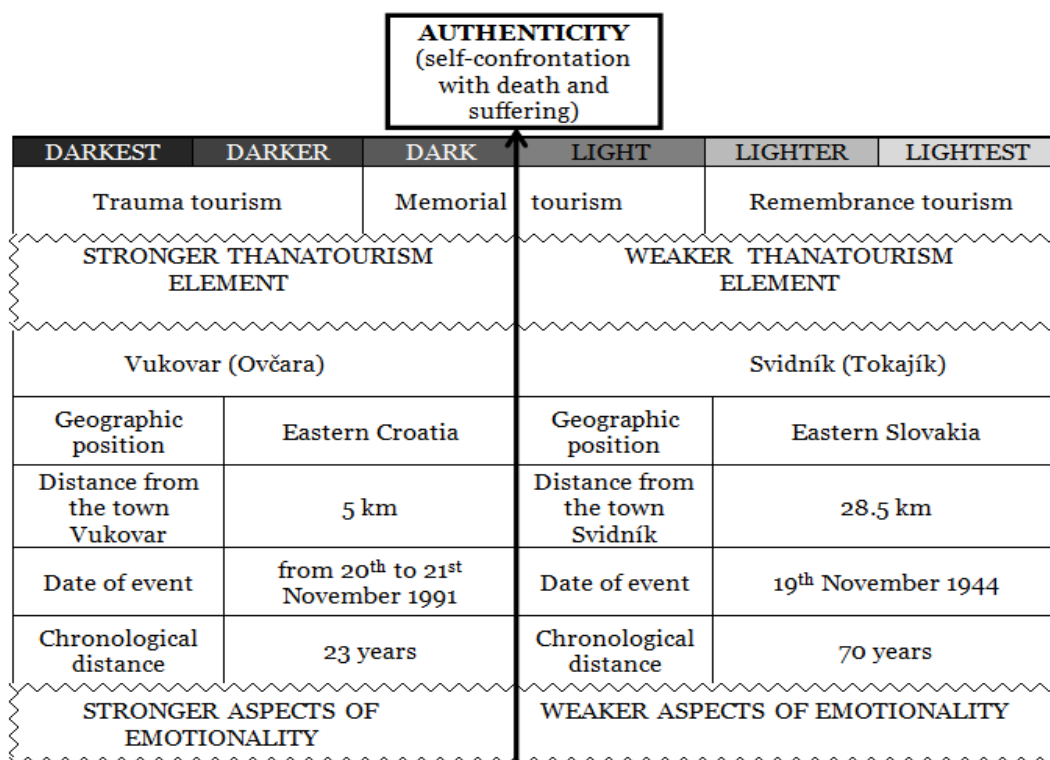 AUTHENTICITY
(self-confrontation
with death and
suffering)
DARKEST DARKER DARK LIGHT LIGHTER LIGHTEST
Trauma tourism Memorial tourism Remembrance tourism
STRONGER THANATOURISM
ELEMENT
WEAKER THANATOURISM
ELEMENT
Vukovar (Ovčara) Svidník (Tokajík)
Geographic
position
Eastern Croatia
Geographic
position
Eastern Slovakia
Distance from
the town
Vukovar
5 km
Distance from
the town
Svidník
28.5 km
Date of event
from 20th to 21st
November 1991
Date of event
19th November 1944
Chronological
distance
23 years
Chronological
distance
70 years
STRONGER ASPECTS OF
EMOTIONALITY
WEAKER ASPECTS OF EMOTIONALITY